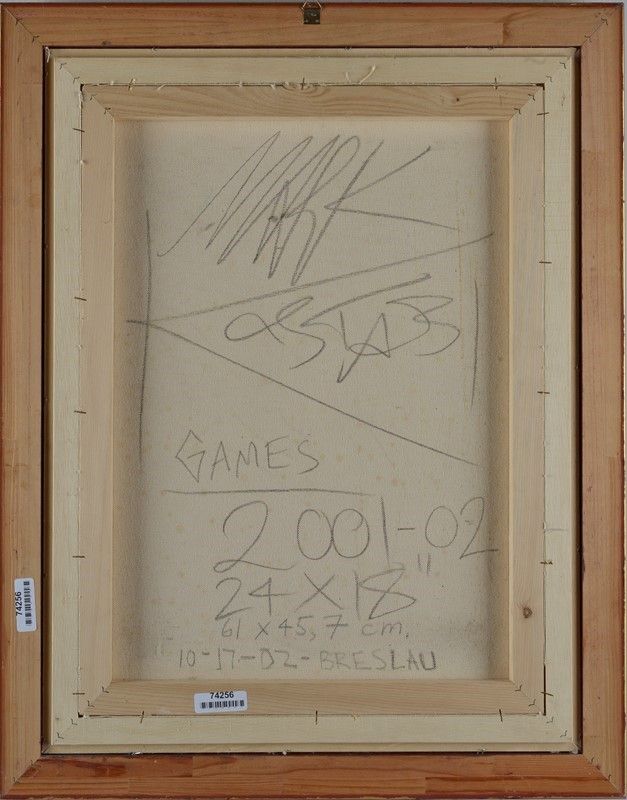 MARK
KOSTABI
GAMES
2001-02
24 X 18"
61 x 45,7 cm.
10-17-02-BRESLAU
74256
74256